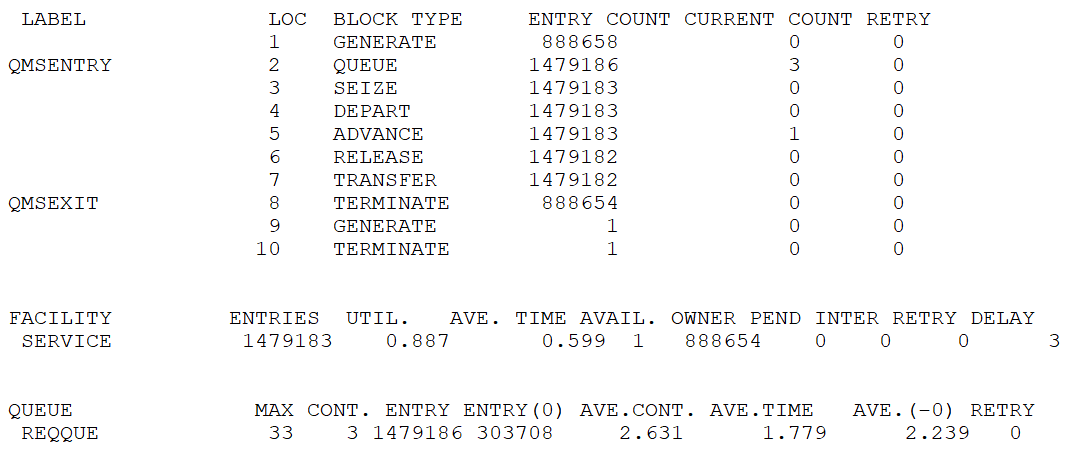 LABEL LOC BLOCK TYPE ENTRY COUNT CURRENT COUNT RETRY
1 GENERATE 888658 0 0
QMSENTRY 2 QUEUE 1479186 3 0
3 SEIZE 1479183 0 0
4 DEPART 1479183 0 0
5 ADVANCE 1479183 1 0
6 RELEASE 1479182 0 0
7 TRANSFER 1479182 0 0
QMSEXIT 8 TERMINATE 888654 0 0
9 GENERATE 1 0 0
10 TERMINATE 1 0 0
FACILITY ENTRIES UTIL. AVE. TIME AVAIL. OWNER PEND INTER RETRY DELAY
SERVICE 1479183 0.887 0.599 1 888654 0 0 0 3
QUEUE MAX CONT. ENTRY ENTRY(0) AVE.CONT. AVE.TIME AVE.(-0) RETRY
REQQUE 33 3 1479186 303708 2.631 1.779 2.239 0